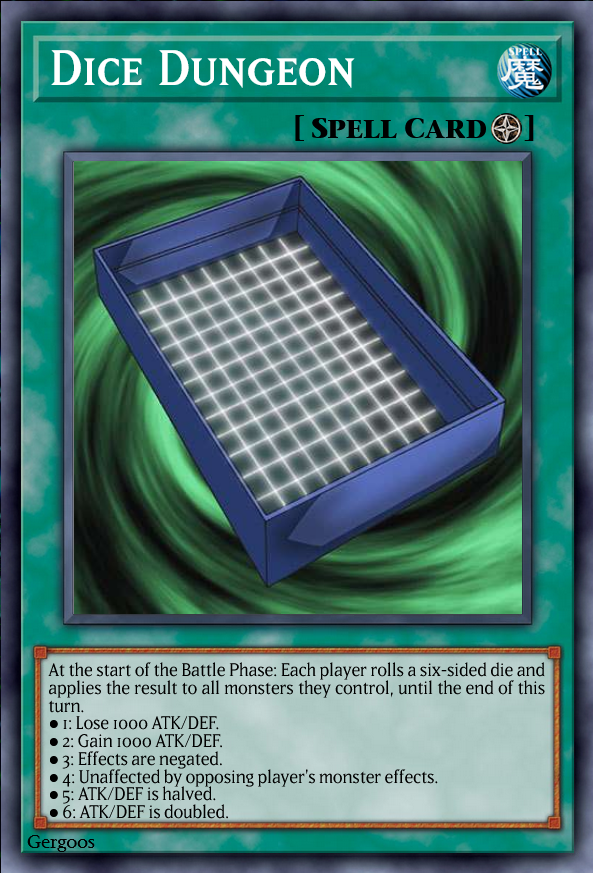 Dice Dungeon
SPELL
魔
[ Spell Card ]
At the start of the Battle Phase: Each player rolls a six-sided die and
applies the result to all monsters they control, until the end of this
turn.
● 1: Lose 1000 ATK/DEF.
● 2: Gain 1000 ATK/DEF.
● 3: Effects are negated.
● 4: Unaffected by opposing player's monster effects.
● 5: ATK/DEF is halved.
● 6: ATK/DEF is doubled.
Gergoos